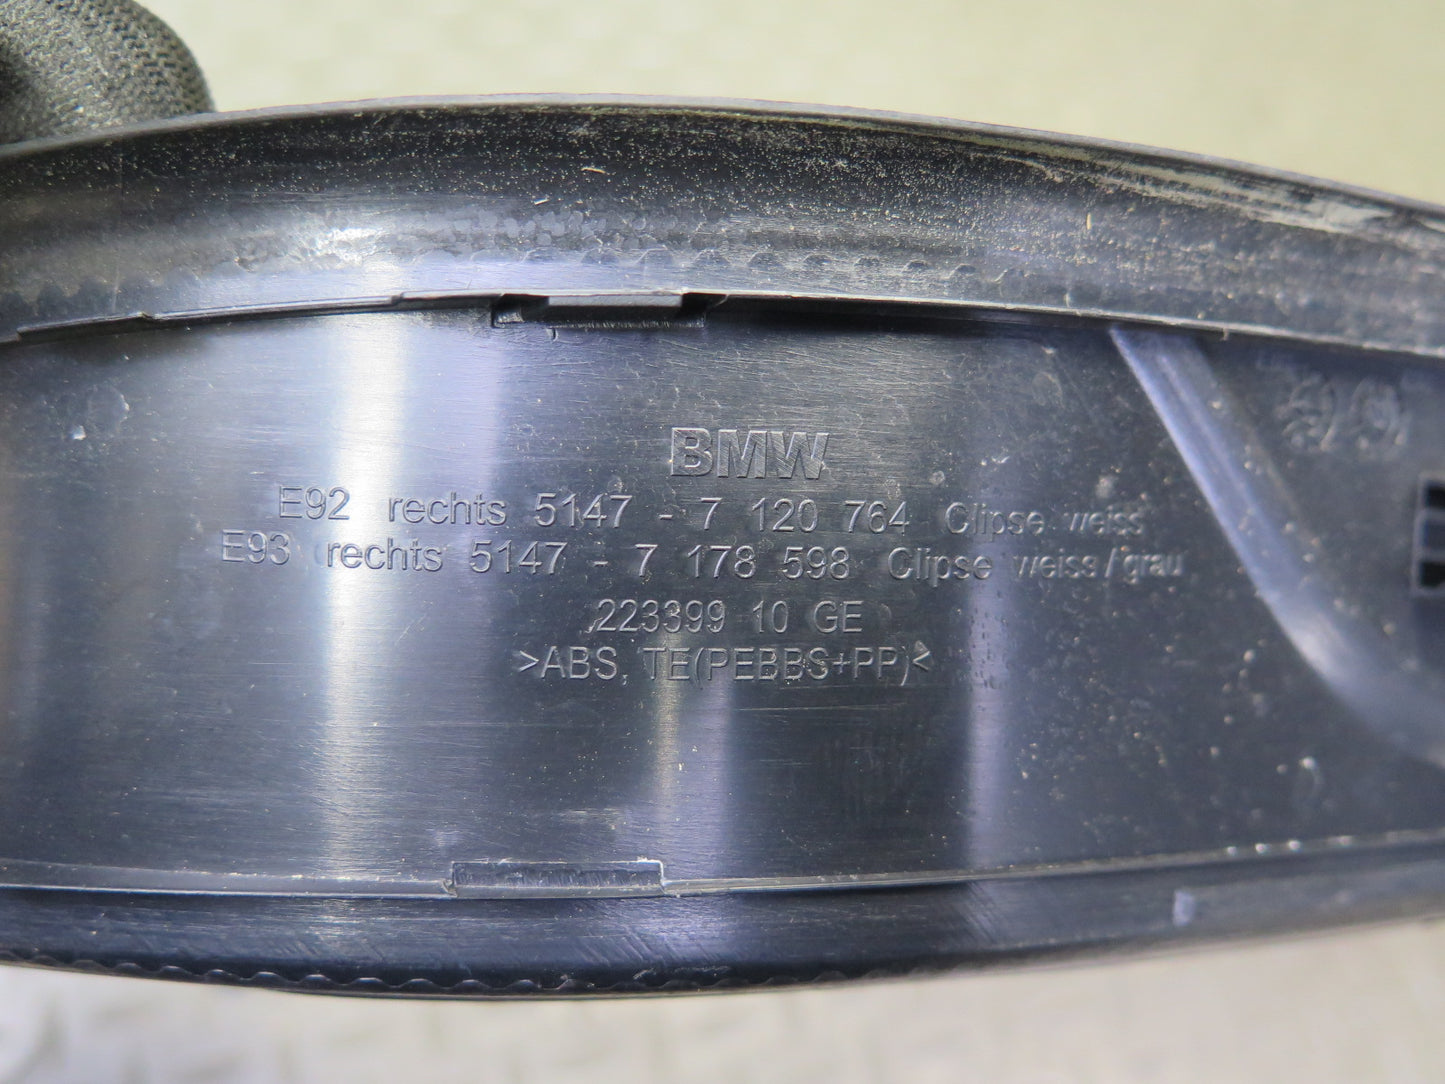 BMW
E92 rechts 5147 - 7 120 764 Clipse weiss
E93 rechts 5147 - 7 178 598 Clipse weiss/grau
223399 10 GE
>ABS, TE(PEBBS+PP)<